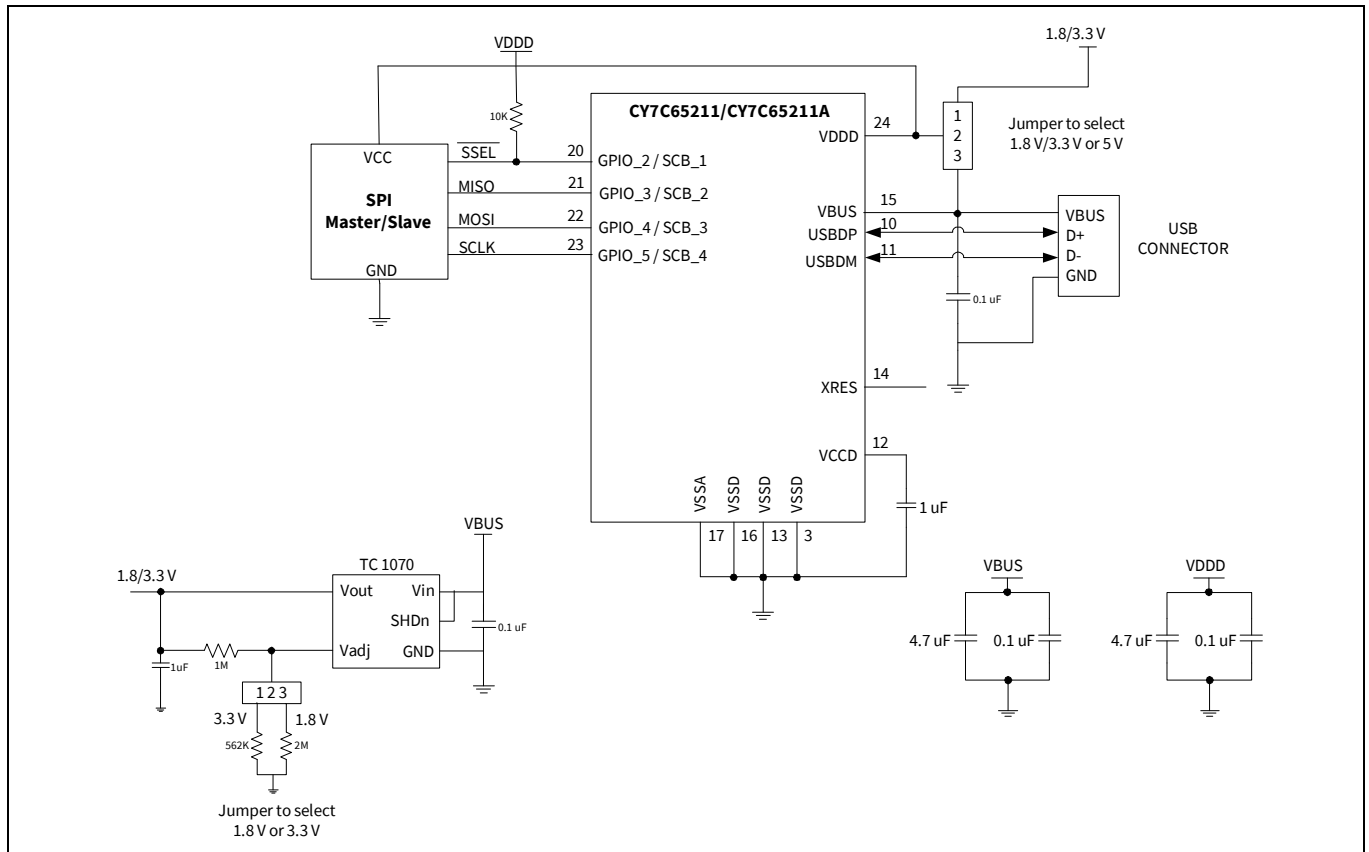 VDDD
1.8/3.3 V
10K
CY7C65211/CY7C65211A
VDDD
24
1
2
3
Jumper to select
1.8 V/3.3 V or 5 V
VCC
SPI
Master/Slave
GND
SSEL
MISO
MOSI
SCLK
20
21
22
23
GPIO_2 / SCB_1
GPIO_3 / SCB_2
GPIO_4 / SCB_3
GPIO_5 / SCB_4
VBUS
15
USBDP
10
USBDM
11
VBUS
D+
D-
GND
USB
CONNECTOR
0.1 uF
XRES
14
VCCD
12
1 uF
VSSA
VSSD
VSSD
VSSD
17
16
13
3
VBUS
TC 1070
1.8/3.3 V
Vout
Vin
SHDn
Vadj
GND
0.1 uF
1uF
1M
1 2 3
3.3 V
1.8 V
562K
2M
Jumper to select
1.8 V or 3.3 V
VBUS
4.7 uF
0.1 uF
VDDD
4.7 uF
0.1 uF